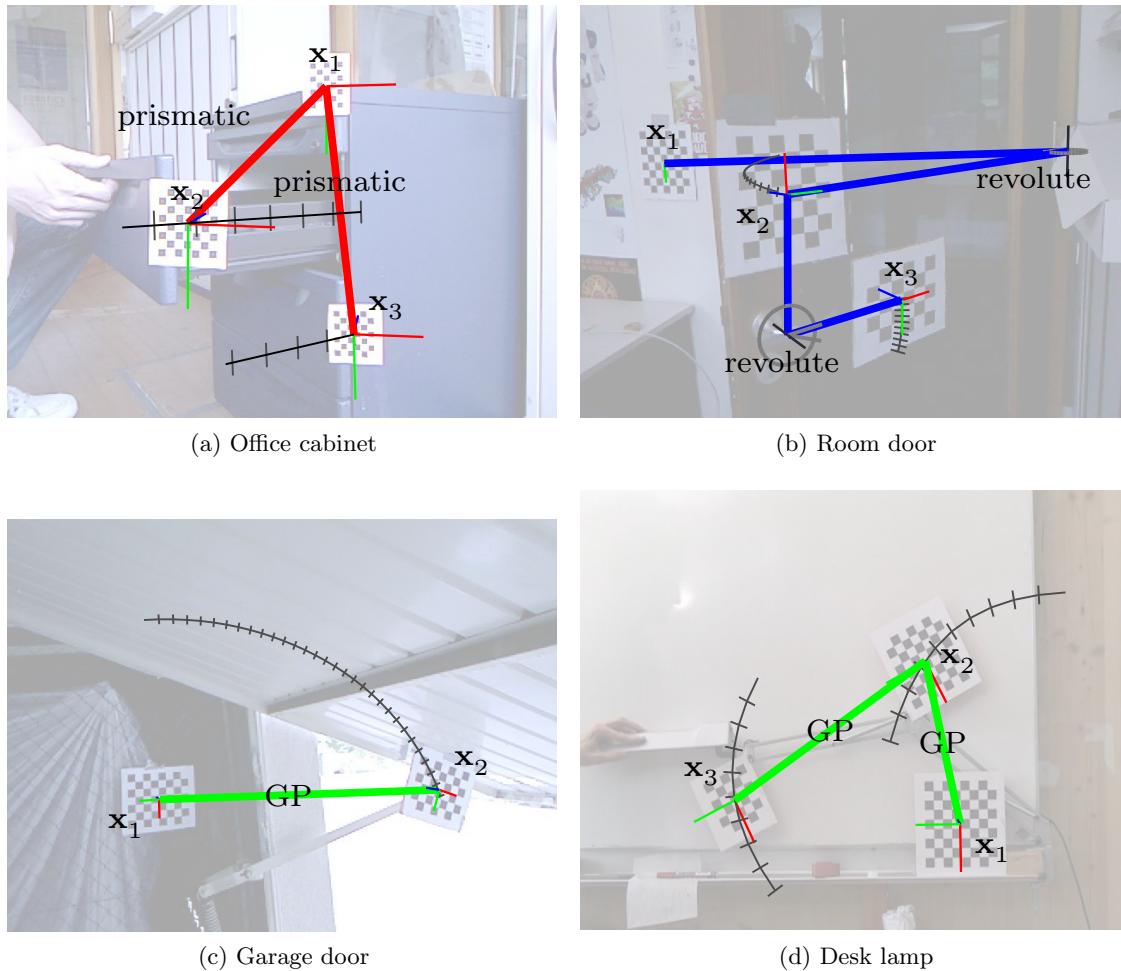 x1
prismatic
prismatic
x2
x3
(a) Office cabinet
x1
revolute
x2
x3
revolute
(b) Room door
x2
GP
x1
(c) Garage door
x2
GP
GP
x3
x1
(d) Desk lamp